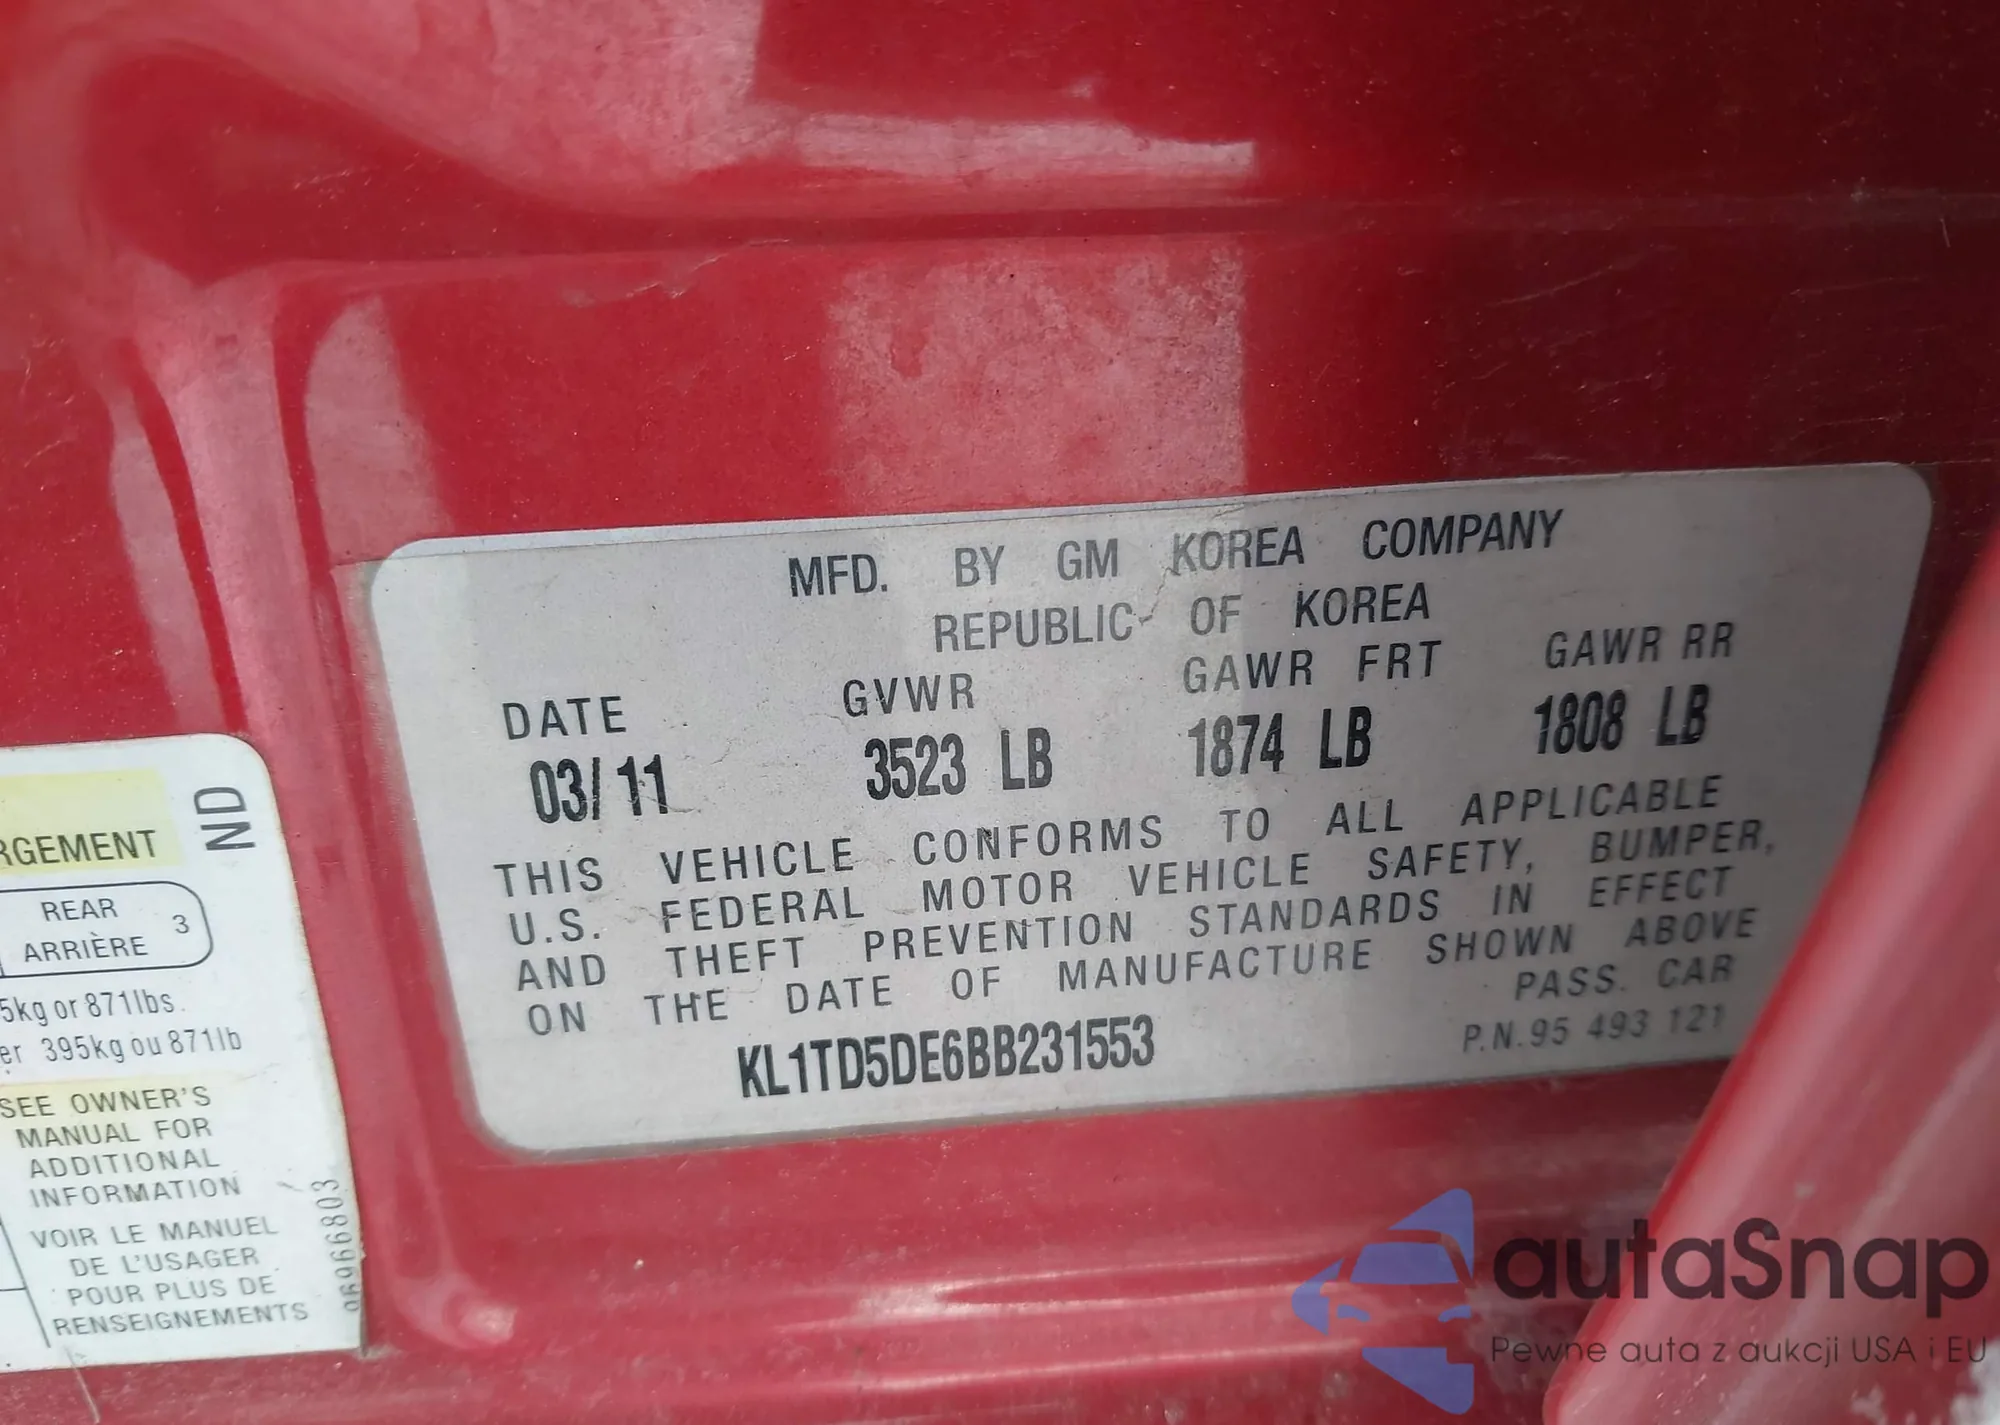 MFD. BY GM KOREA COMPANY
REPUBLIC OF KOREA
DATE GVWR GAWR FRT GAWR RR
03/11 3523 LB 1874 LB 1808 LB
THIS VEHICLE CONFORMS TO ALL APPLICABLE
U.S. FEDERAL MOTOR VEHICLE SAFETY, BUMPER,
AND THEFT PREVENTION STANDARDS IN EFFECT
ON THE DATE OF MANUFACTURE SHOWN ABOVE
PASS. CAR
KL1TD5DE6BB231553
P.N.95 493 121
ND
RGEMENT
REAR
ARRIÈRE 3
5kg or 871lbs.
er 395kg ou 871lb
SEE OWNER'S
MANUAL FOR
ADDITIONAL
INFORMATION
VOIR LE MANUEL
DE L'USAGER
POUR PLUS DE
RENSEIGNEMENTS
96966803
autaSnap
Pewne auta z aukcji USA i EU